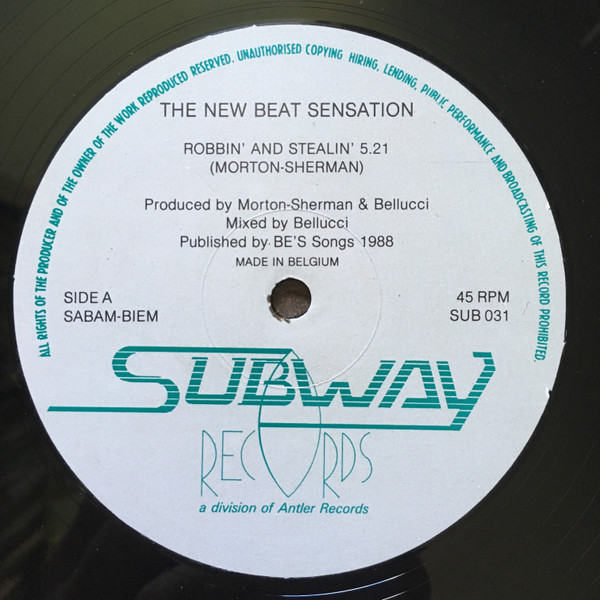 ALL RIGHTS OF THE PRODUCER AND OF THE OWNER OF THE WORK REPRODUCED RESERVED. UNAUTHORISED COPYING HIRING, LENDING, PUBLIC PERFORMANCE AND BROADCASTING OF THIS RECORD PROHIBITED.
THE NEW BEAT SENSATION
ROBBIN' AND STEALIN' 5.21
(MORTON-SHERMAN)
Produced by Morton-Sherman & Bellucci
Mixed by Bellucci
Published by BE'S Songs 1988
MADE IN BELGIUM
SIDE A 45 RPM
SABAM-BIEM SUB 031
SUBWAY
RECORDS
a division of Antler Records